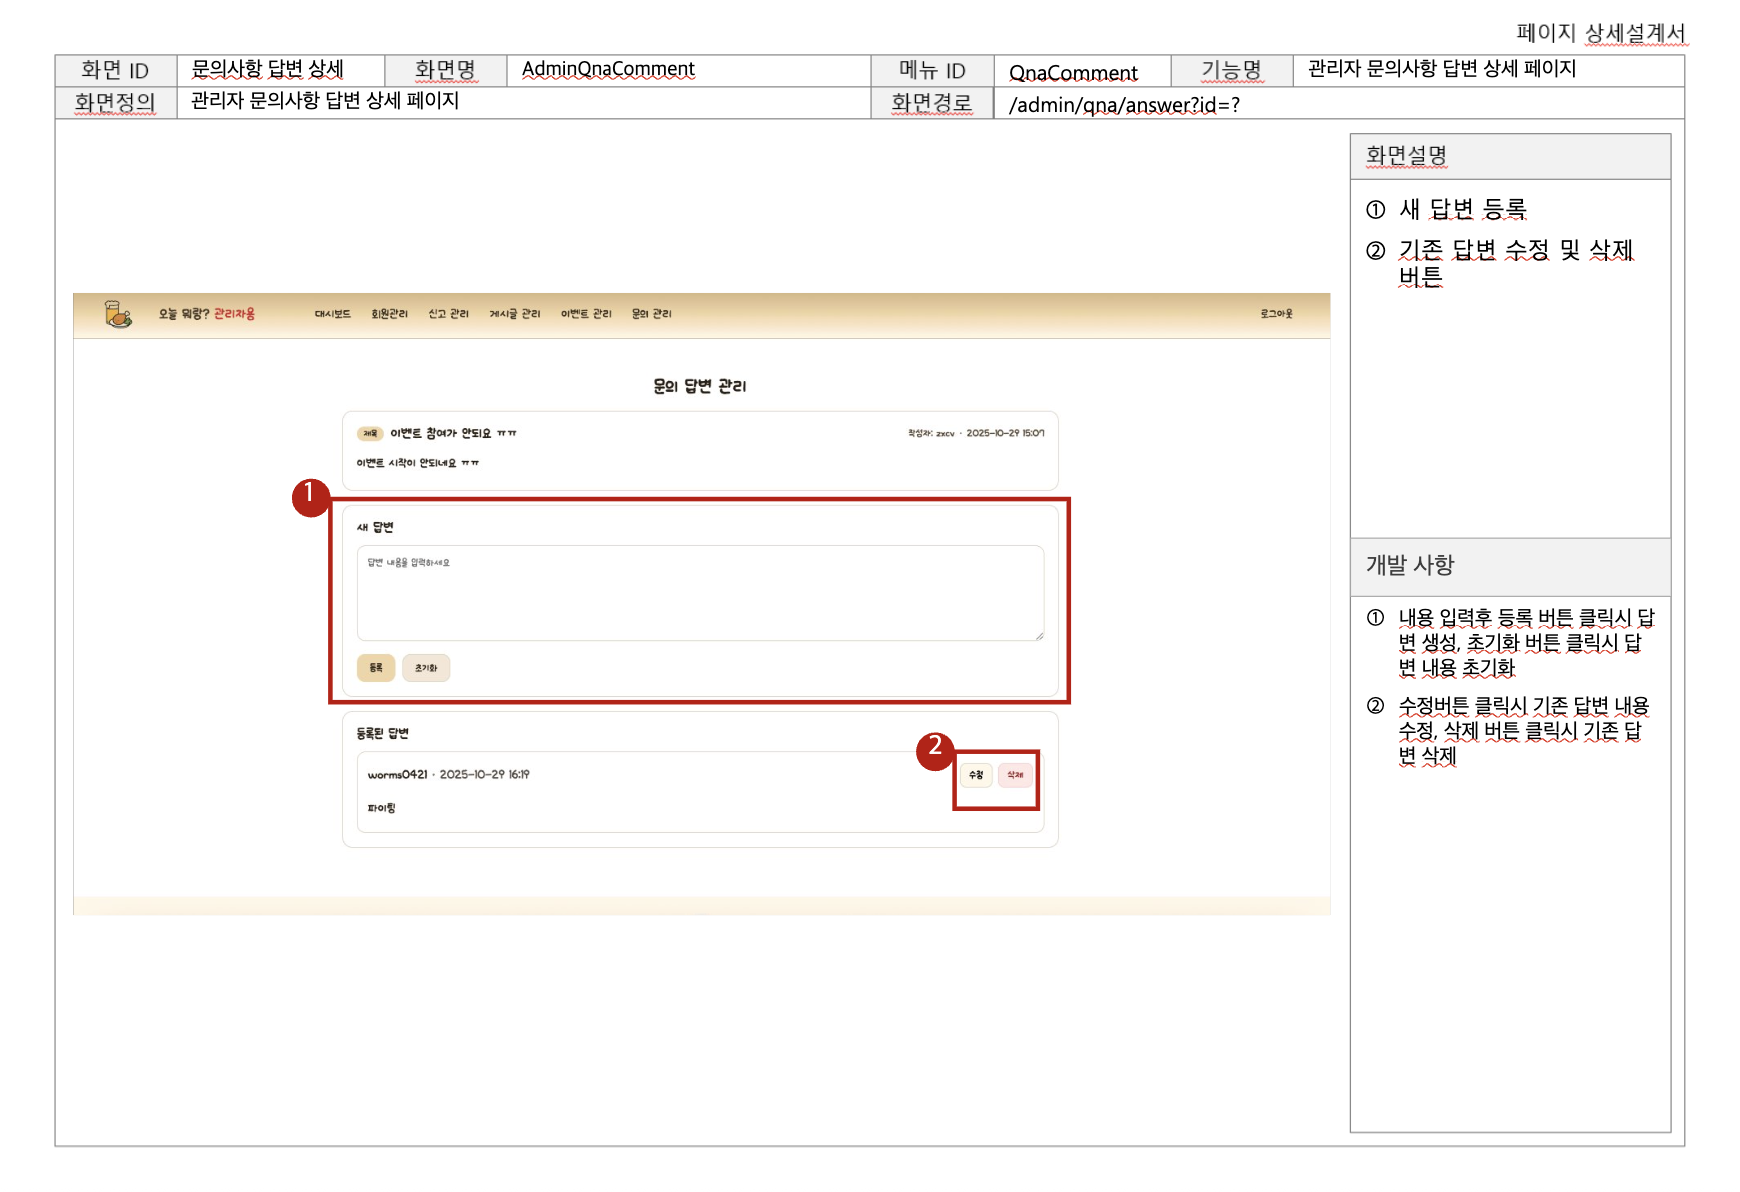 페이지 상세설계서
화면 ID 문의사항 답변 상세 화면명 AdminQnaComment 메뉴 ID QnaComment 기능명 관리자 문의사항 답변 상세 페이지
화면정의 관리자 문의사항 답변 상세 페이지 화면경로 /admin/qna/answer?id=?
오늘 뭐랑? 관리자용 대시보드 회원관리 신고 관리 게시글 관리 이벤트 관리 문의 관리 로그아웃
문의 답변 관리
제목 이벤트 참여가 안되요 ㅠㅠ 작성자: zxcv · 2025-10-29 15:07
이벤트 시작이 안되네요 ㅠㅠ
1
새 답변
답변 내용을 입력하세요
등록 초기화
등록된 답변
2
worms0421 · 2025-10-29 16:19 수정 삭제
파이팅
화면설명
① 새 답변 등록
② 기존 답변 수정 및 삭제
버튼
개발 사항
① 내용 입력후 등록 버튼 클릭시 답
변 생성, 초기화 버튼 클릭시 답
변 내용 초기화
② 수정버튼 클릭시 기존 답변 내용
수정, 삭제 버튼 클릭시 기존 답
변 삭제